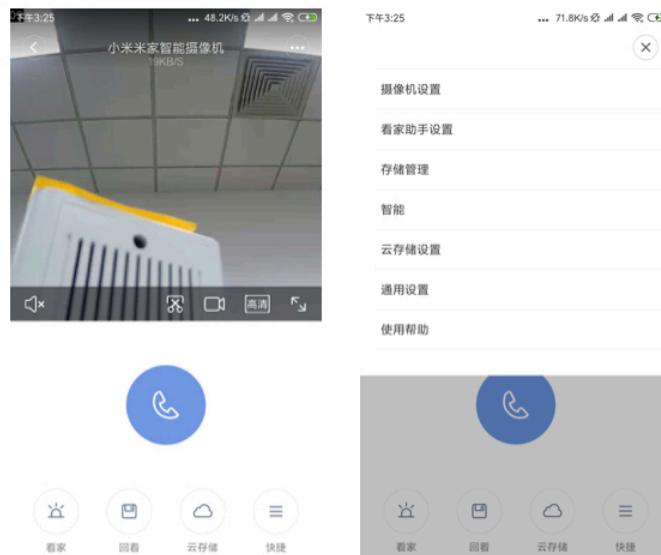 下午3:25
... 48.2K/s
小米米家智能摄像机
19KB/S
高清
看家
回看
云存储
快捷
下午3:25
... 71.8K/s
摄像机设置
看家助手设置
存储管理
智能
云存储设置
通用设置
使用帮助
看家
回看
云存储
快捷